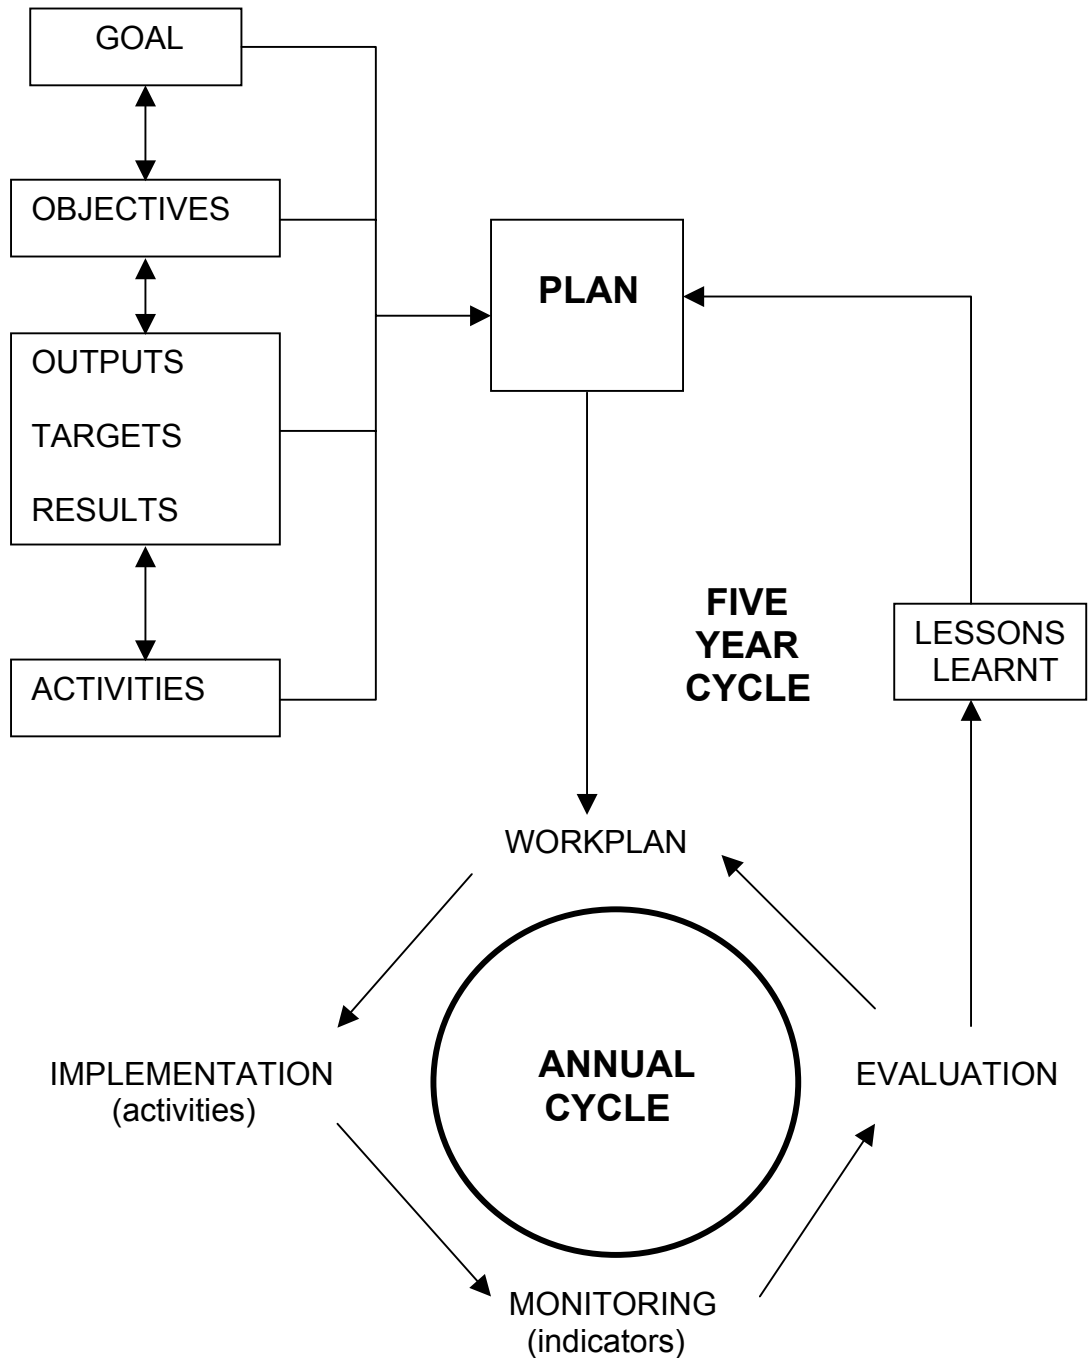 GOAL
OBJECTIVES
OUTPUTS
TARGETS
RESULTS
ACTIVITIES
PLAN
FIVE
YEAR
CYCLE
LESSONS
LEARNT
WORKPLAN
IMPLEMENTATION
(activities)
ANNUAL
CYCLE
EVALUATION
MONITORING
(indicators)